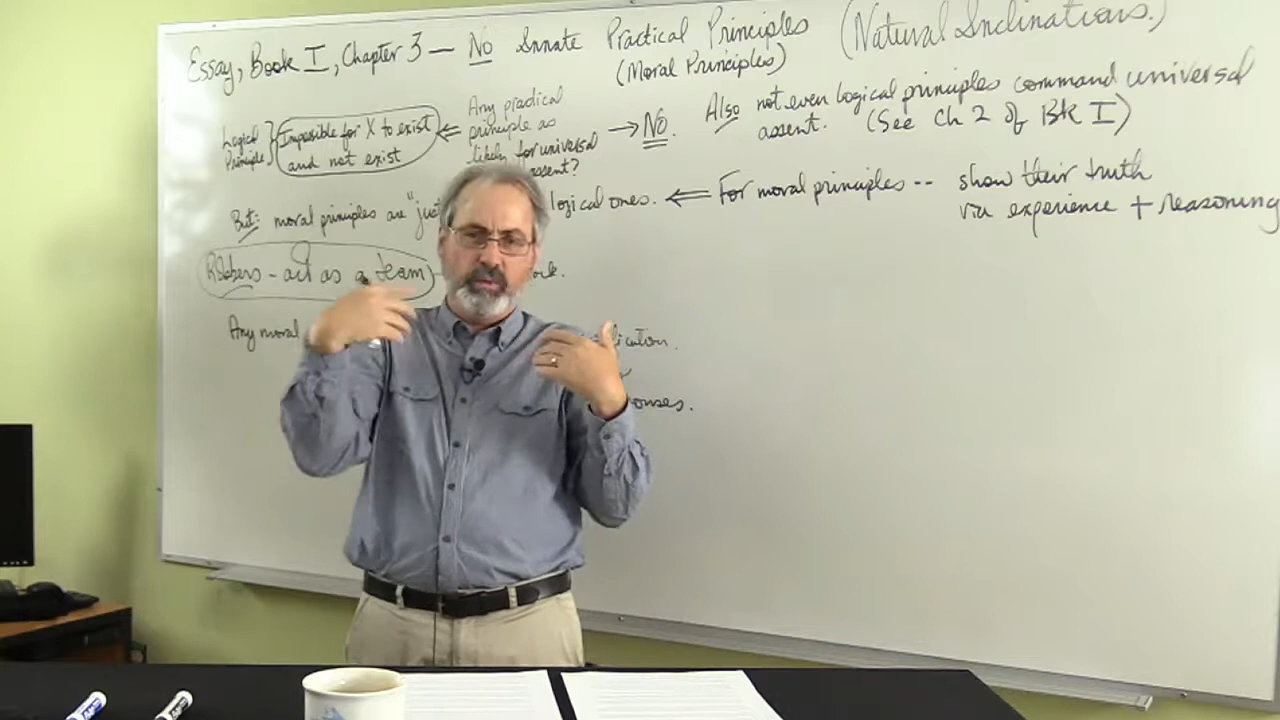 Essay, Book I, Chapter 3 — No Innate Practical Principles (Natural Inclinations.)
(Moral Principles)
Logical Principle } Impossible for X to exist and not exist ⇐ Any practical principle as likely for universal assent? → No.
Also not even logical principles command universal assent. (See Ch 2 of Bk I)
But: moral principles are "just logical ones. ⇐ For moral principles -- show their truth via experience + reasoning
Robbers - act as a team
Any moral